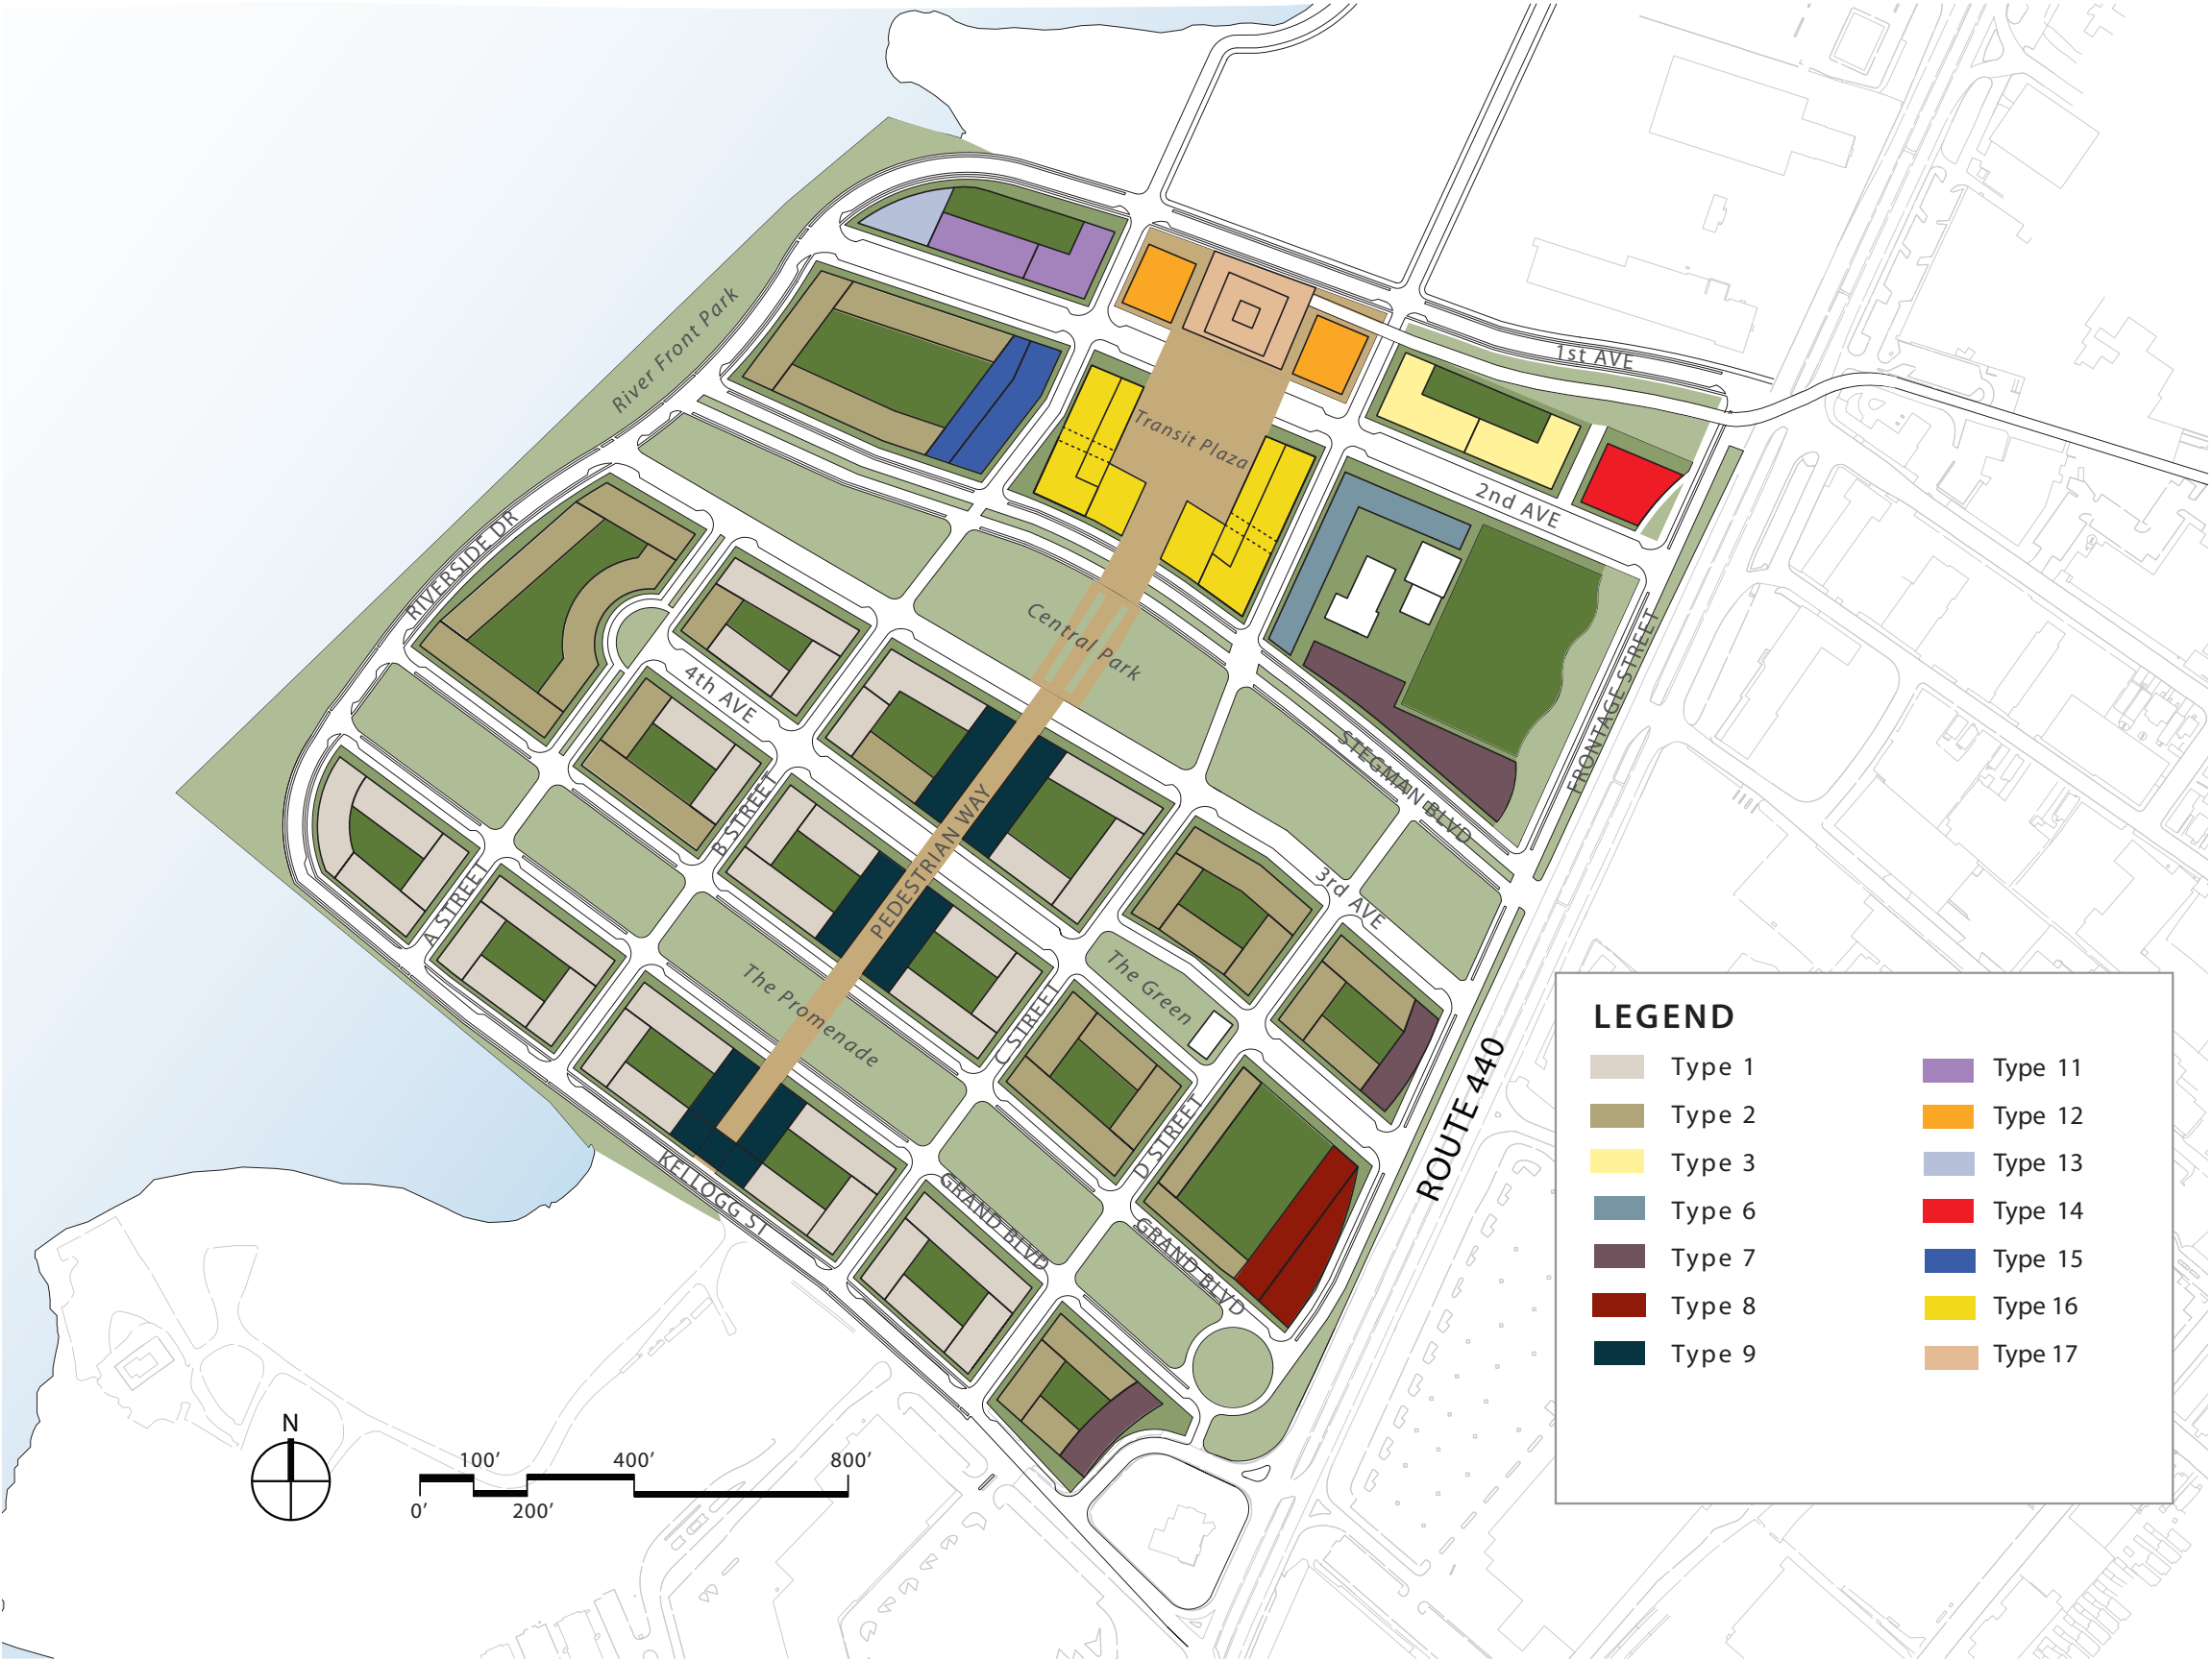 1st AVE
River Front Park
Transit Plaza
2nd AVE
RIVERSIDE DR
Central Park
FRONTAGE STREET
4th AVE
STEGMAN BLVD
B STREET
PEDESTRIAN WAY
3rd AVE
A STREET
The Green
The Promenade
C STREET
ROUTE 440
D STREET
KELLOGG ST
GRAND BLVD
GRAND BLVD
LEGEND
Type 1
Type 2
Type 3
Type 6
Type 7
Type 8
Type 9
Type 11
Type 12
Type 13
Type 14
Type 15
Type 16
Type 17
N
100’ 400’ 800’
0’ 200’